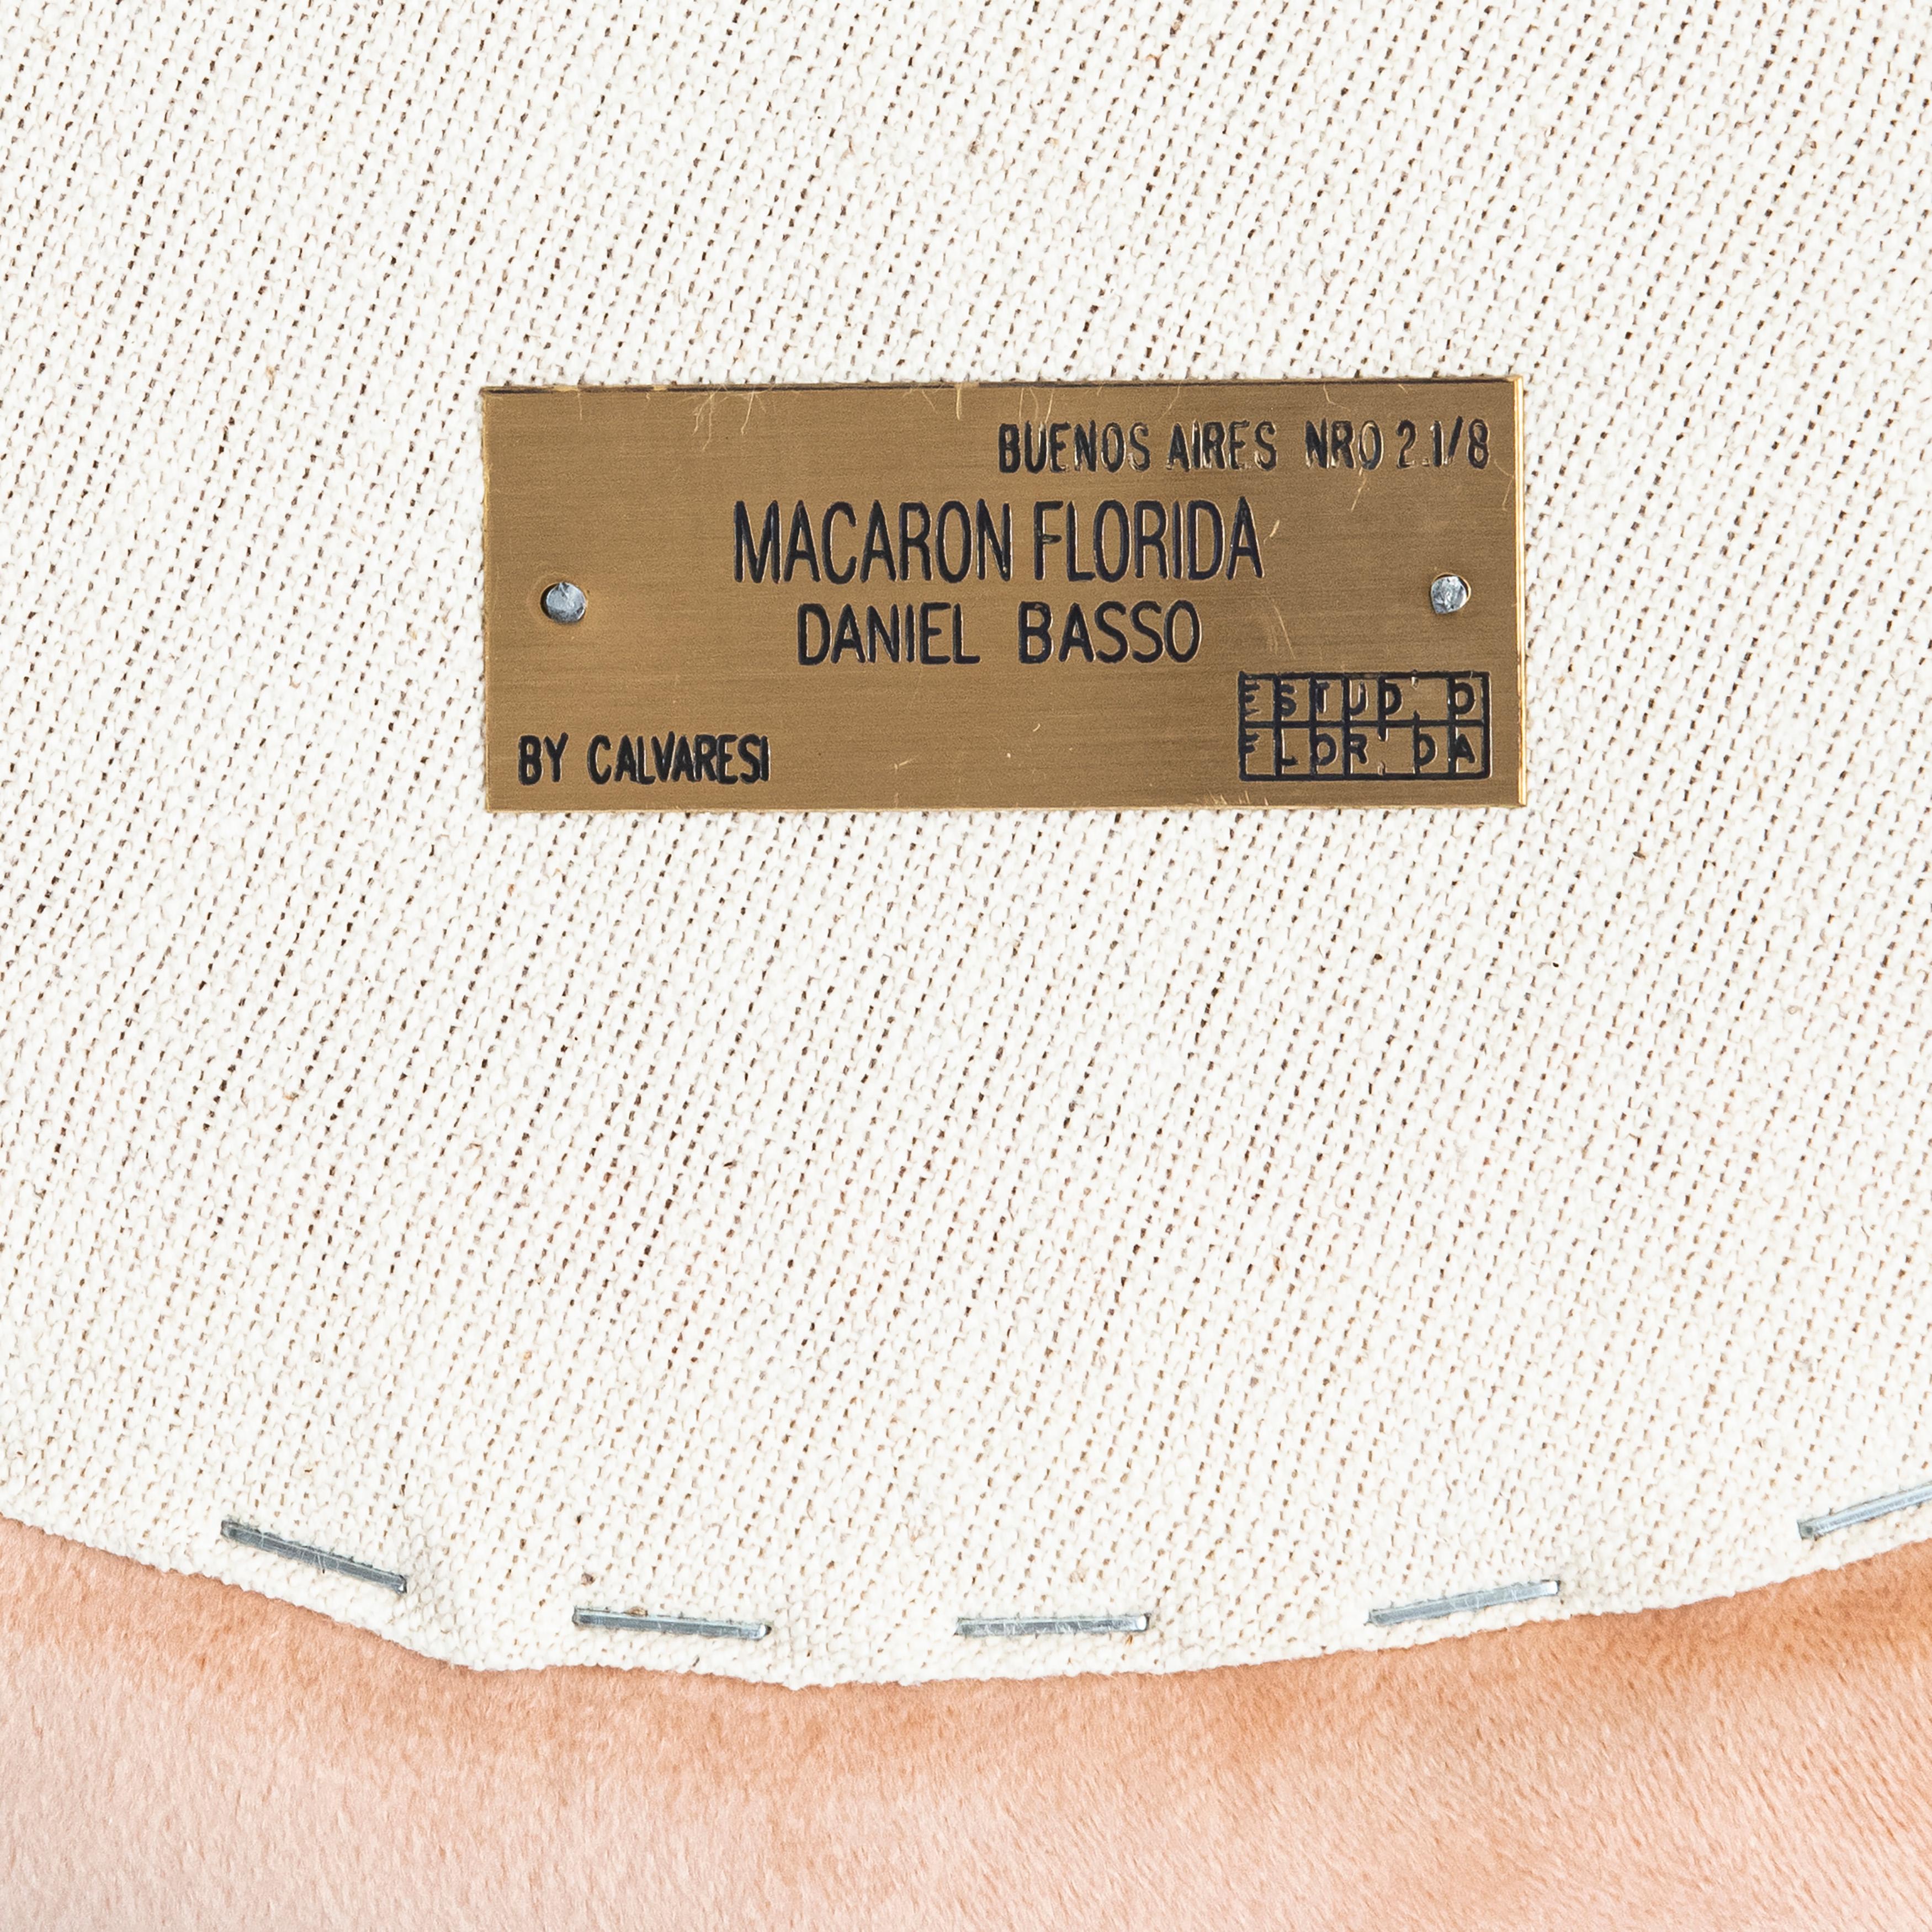 BUENOS AIRES NRO 2.1/8
MACARON FLORIDA
DANIEL BASSO
ESTUDIO
FLORIDA
BY CALVARESI